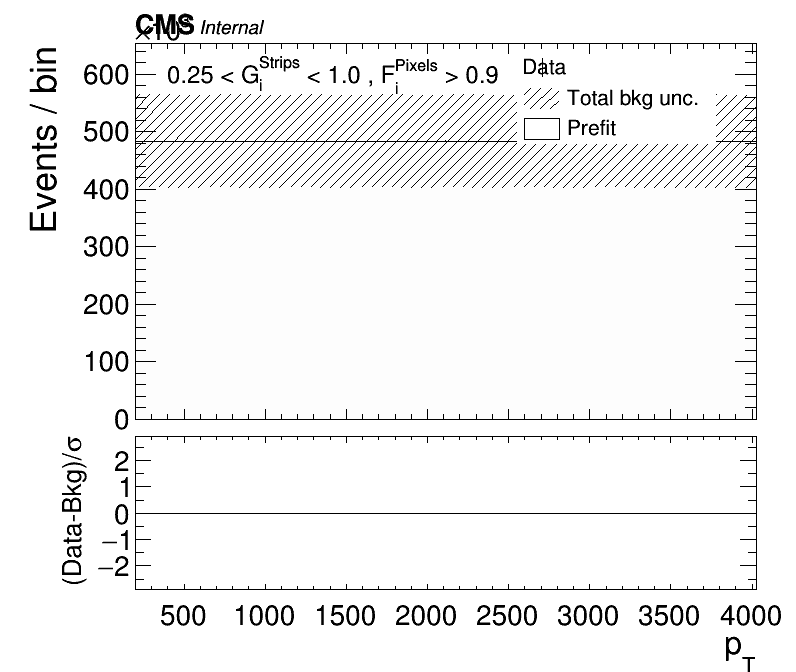 CMS Internal
0.25 < G_i^Strips < 1.0 , F_i^Pixels > 0.9
Data
Total bkg unc.
Prefit
Events / bin
600
500
400
300
200
100
0
(Data-Bkg)/σ
2
1
0
−1
−2
500 1000 1500 2000 2500 3000 3500 4000
p_T